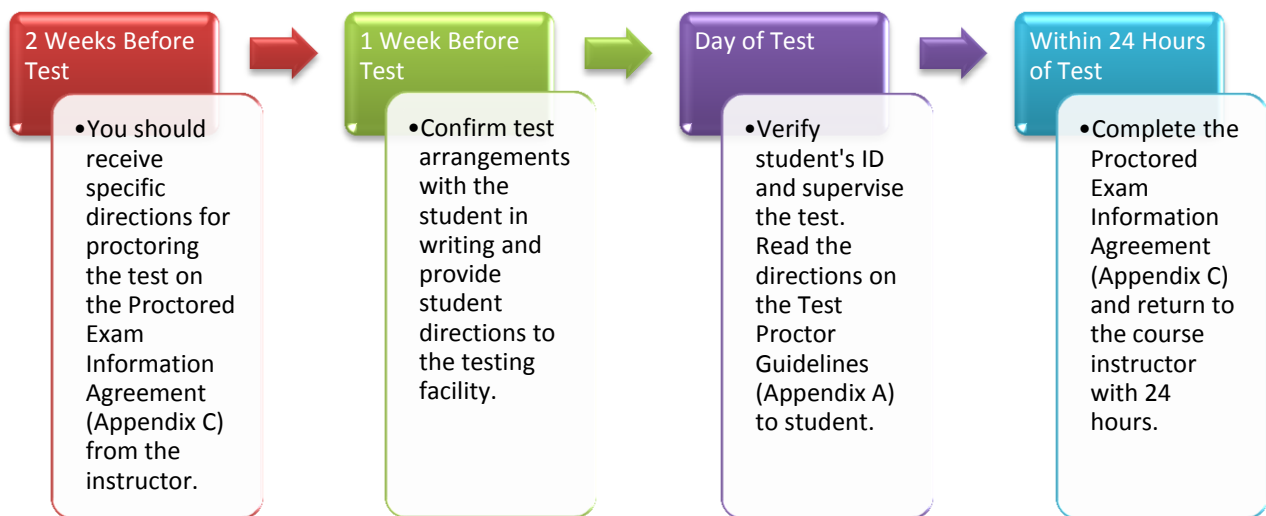 2 Weeks Before
Test
•You should
receive
specific
directions for
proctoring
the test on
the Proctored
Exam
Information
Agreement
(Appendix C)
from the
instructor.
1 Week Before
Test
•Confirm test
arrangements
with the
student in
writing and
provide
student
directions to
the testing
facility.
Day of Test
•Verify
student's ID
and supervise
the test.
Read the
directions on
the Test
Proctor
Guidelines
(Appendix A)
to student.
Within 24 Hours
of Test
•Complete the
Proctored
Exam
Information
Agreement
(Appendix C)
and return to
the course
instructor
with 24
hours.